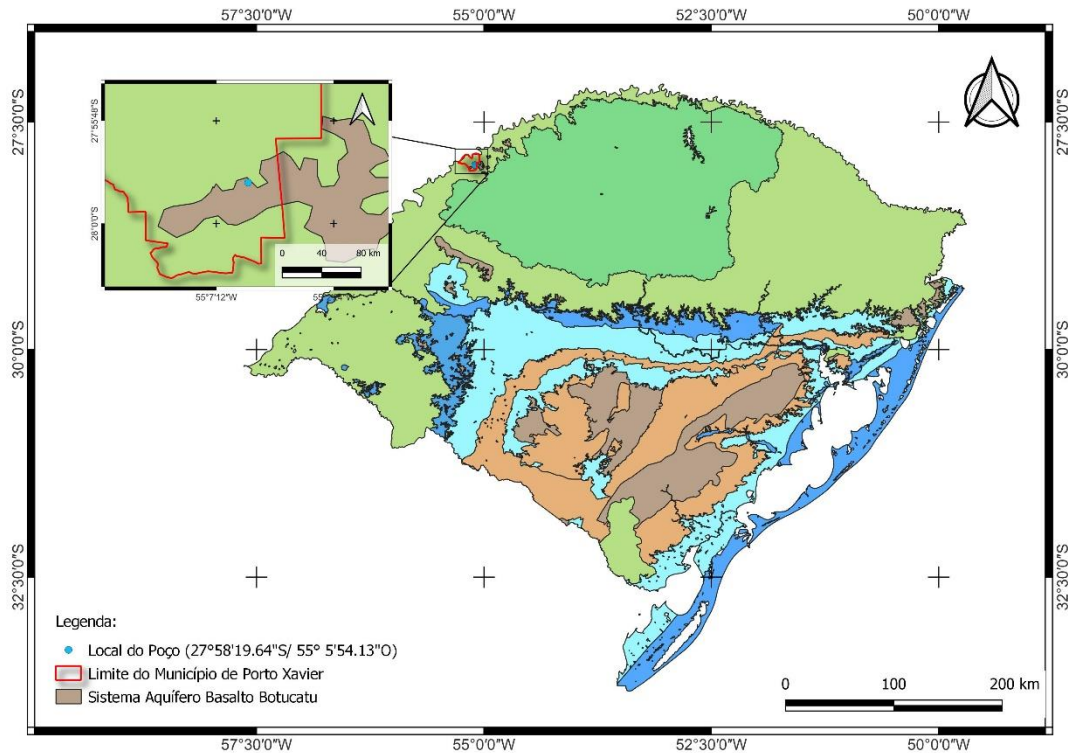 57°30'0"W 55°0'0"W 52°30'0"W 50°0'0"W
27°30'0"S 27°30'0"S
27°55'48"S
28°0'0"S
0 40 80 km
55°7'12"W
30°0'0"S 30°0'0"S
32°30'0"S 32°30'0"S
Legenda:
Local do Poço (27°58'19.64"S/ 55° 5'54.13"O)
Limite do Município de Porto Xavier
Sistema Aquífero Basalto Botucatu
0 100 200 km
57°30'0"W 55°0'0"W 52°30'0"W 50°0'0"W